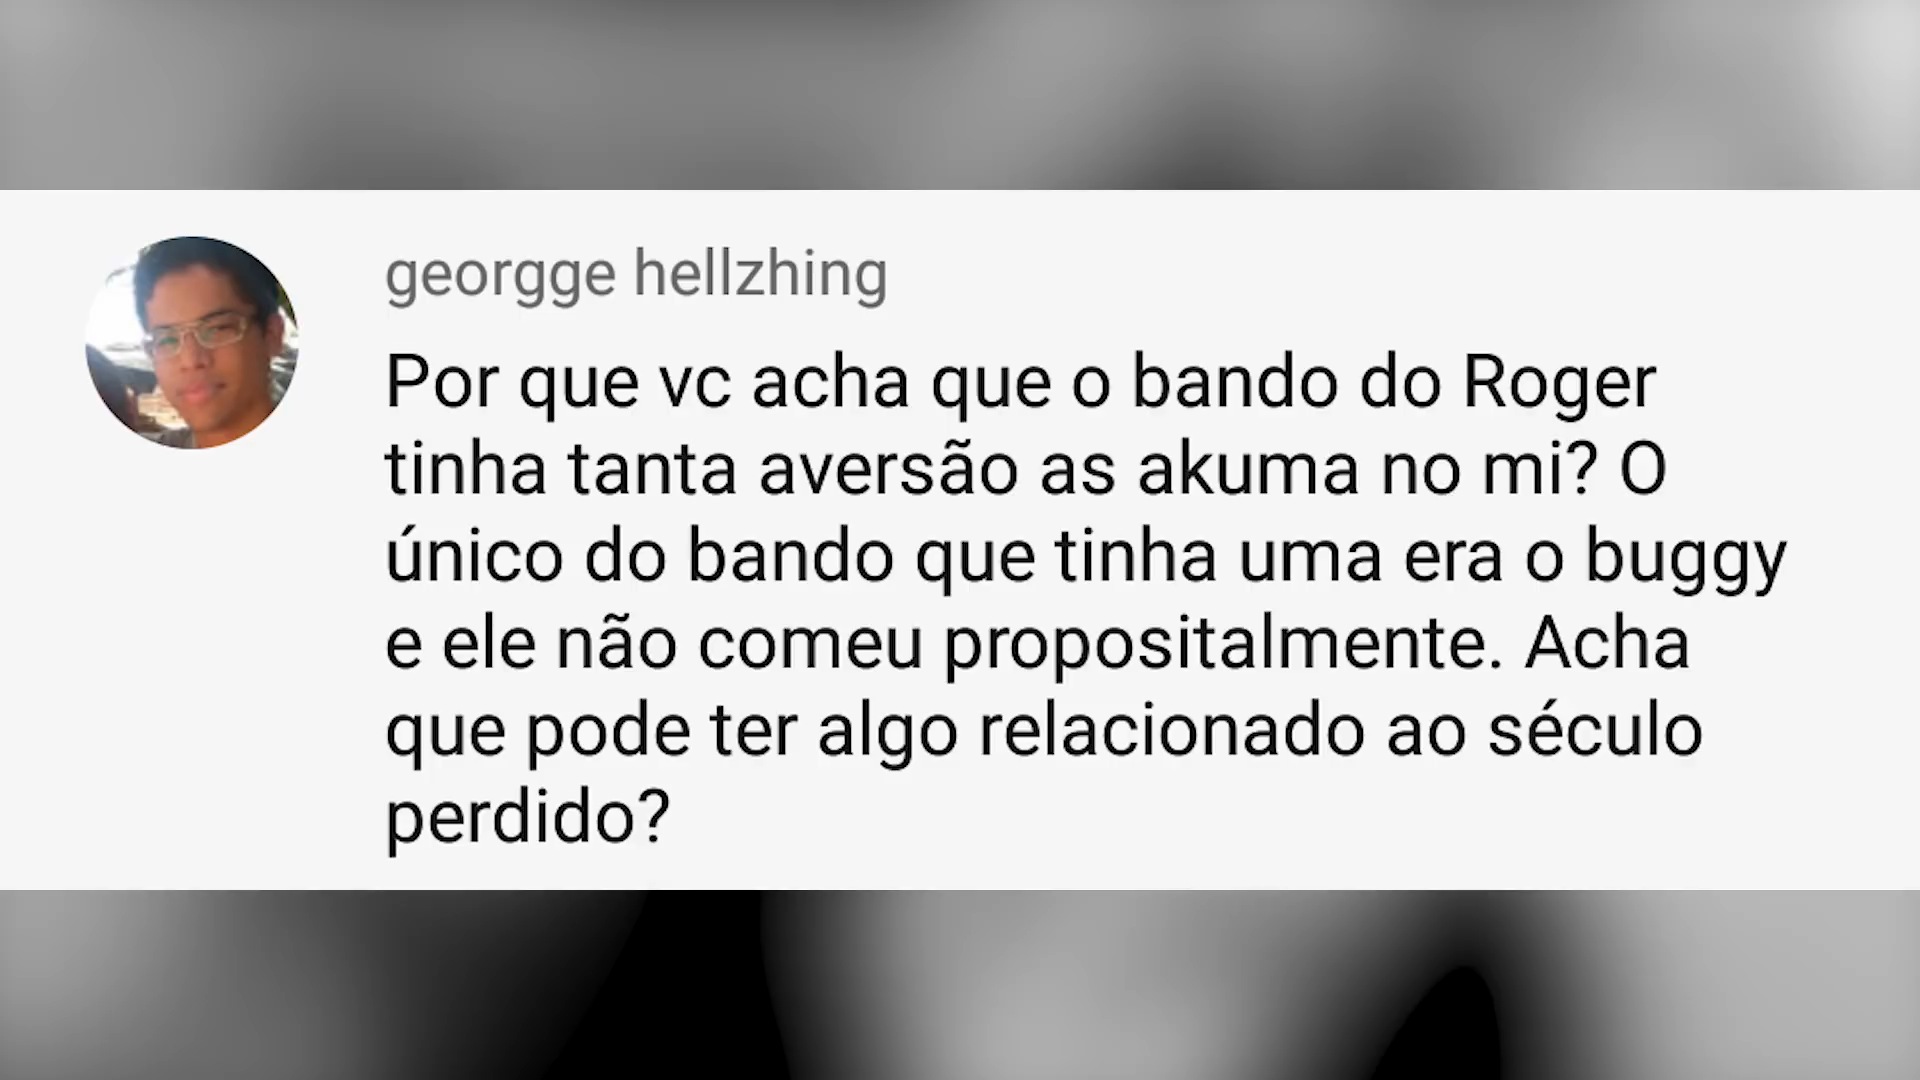 georgge hellzhing
Por que vc acha que o bando do Roger
tinha tanta aversão as akuma no mi? O
único do bando que tinha uma era o buggy
e ele não comeu propositalmente. Acha
que pode ter algo relacionado ao século
perdido?